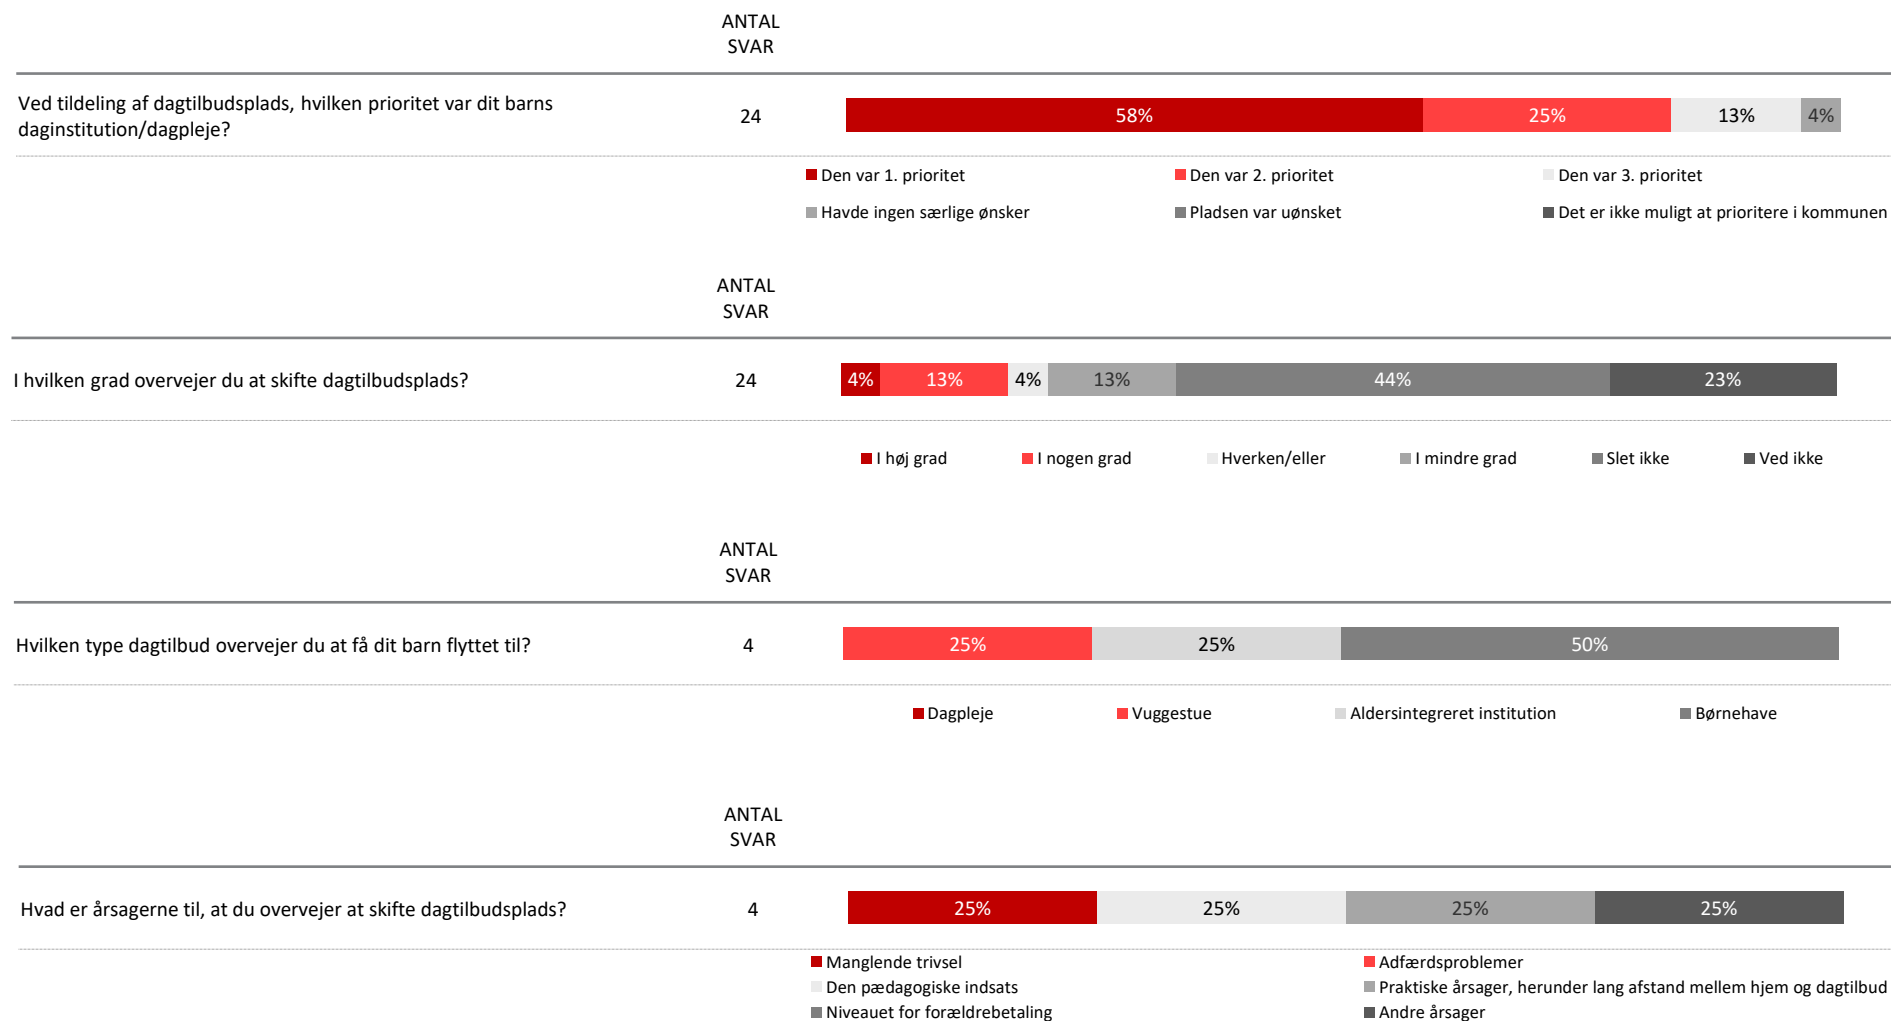 ANTAL
SVAR
Ved tildeling af dagtilbudsplads, hvilken prioritet var dit barns
daginstitution/dagpleje?
24
58% 25% 13% 4%
Den var 1. prioritet Den var 2. prioritet Den var 3. prioritet
Havde ingen særlige ønsker Pladsen var uønsket Det er ikke muligt at prioritere i kommunen
ANTAL
SVAR
I hvilken grad overvejer du at skifte dagtilbudsplads? 24 4% 13% 4% 13% 44% 23%
I høj grad I nogen grad Hverken/eller I mindre grad Slet ikke Ved ikke
ANTAL
SVAR
Hvilken type dagtilbud overvejer du at få dit barn flyttet til? 4 25% 25% 50%
Dagpleje Vuggestue Aldersintegreret institution Børnehave
ANTAL
SVAR
Hvad er årsagerne til, at du overvejer at skifte dagtilbudsplads? 4 25% 25% 25% 25%
Manglende trivsel Adfærdsproblemer
Den pædagogiske indsats Praktiske årsager, herunder lang afstand mellem hjem og dagtilbud
Niveauet for forældrebetaling Andre årsager